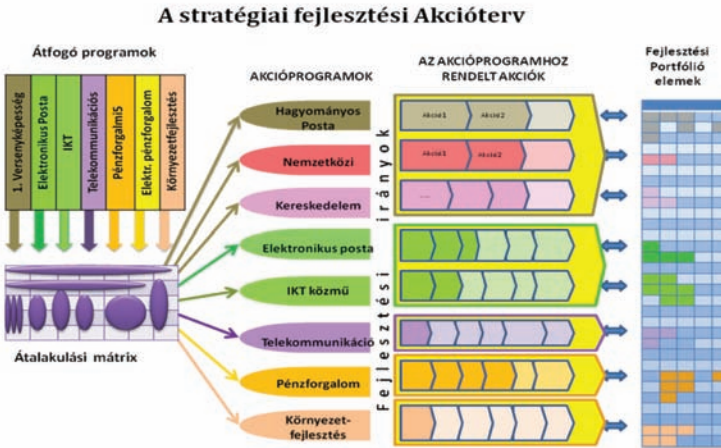 A stratégiai fejlesztési Akcióterv
Átfogó programok
1. Versenyképesség
Elektronikus Posta
IKT
Telekommunikációs
Pénzforgalmi5
Elektr. pénzforgalom
Környezetfejlesztés
Átalakulási mátrix
AKCIÓPROGRAMOK
Hagyományos
Posta
Nemzetközi
Kereskedelem
Elektronikus posta
IKT közmű
Telekommunikáció
Pénzforgalom
Környezet-
fejlesztés
Fejlesztési irányok
AZ AKCIÓPROGRAMHOZ
RENDELT AKCIÓK
Akció1 Akció2
Akció1 Akció2
....
Fejlesztési
Portfólió
elemek